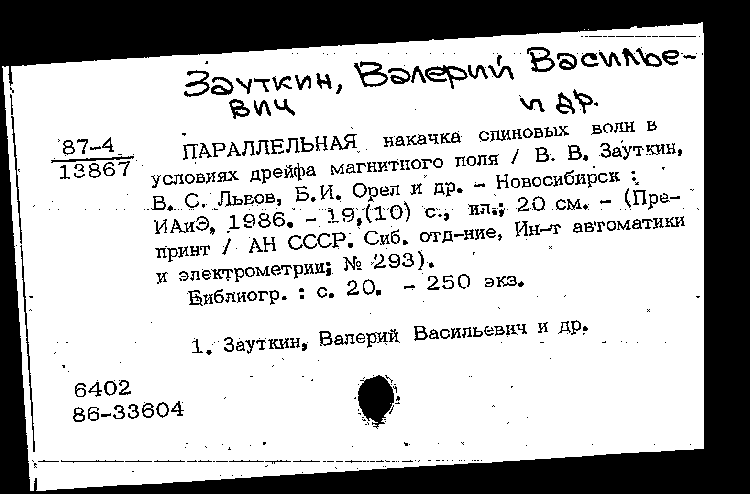 Зауткин, Валерий Василье-
вич и др.
87-4
13867
ПАРАЛЛЕЛЬНАЯ накачка спиновых волн в
условиях дрейфа магнитного поля / В. В. Зауткин,
В. С. Львов, Б.И. Орел и др. - Новосибирск :
ИАиЭ, 1986. - 19,(10) с., ил.; 20 см. - (Пре-
принт / АН СССР. Сиб. отд-ние, Ин-т автоматики
и электрометрии; № 293).
Библиогр. : с. 20. - 250 экз.
1. Зауткин, Валерий Васильевич и др.
6402
86-33604